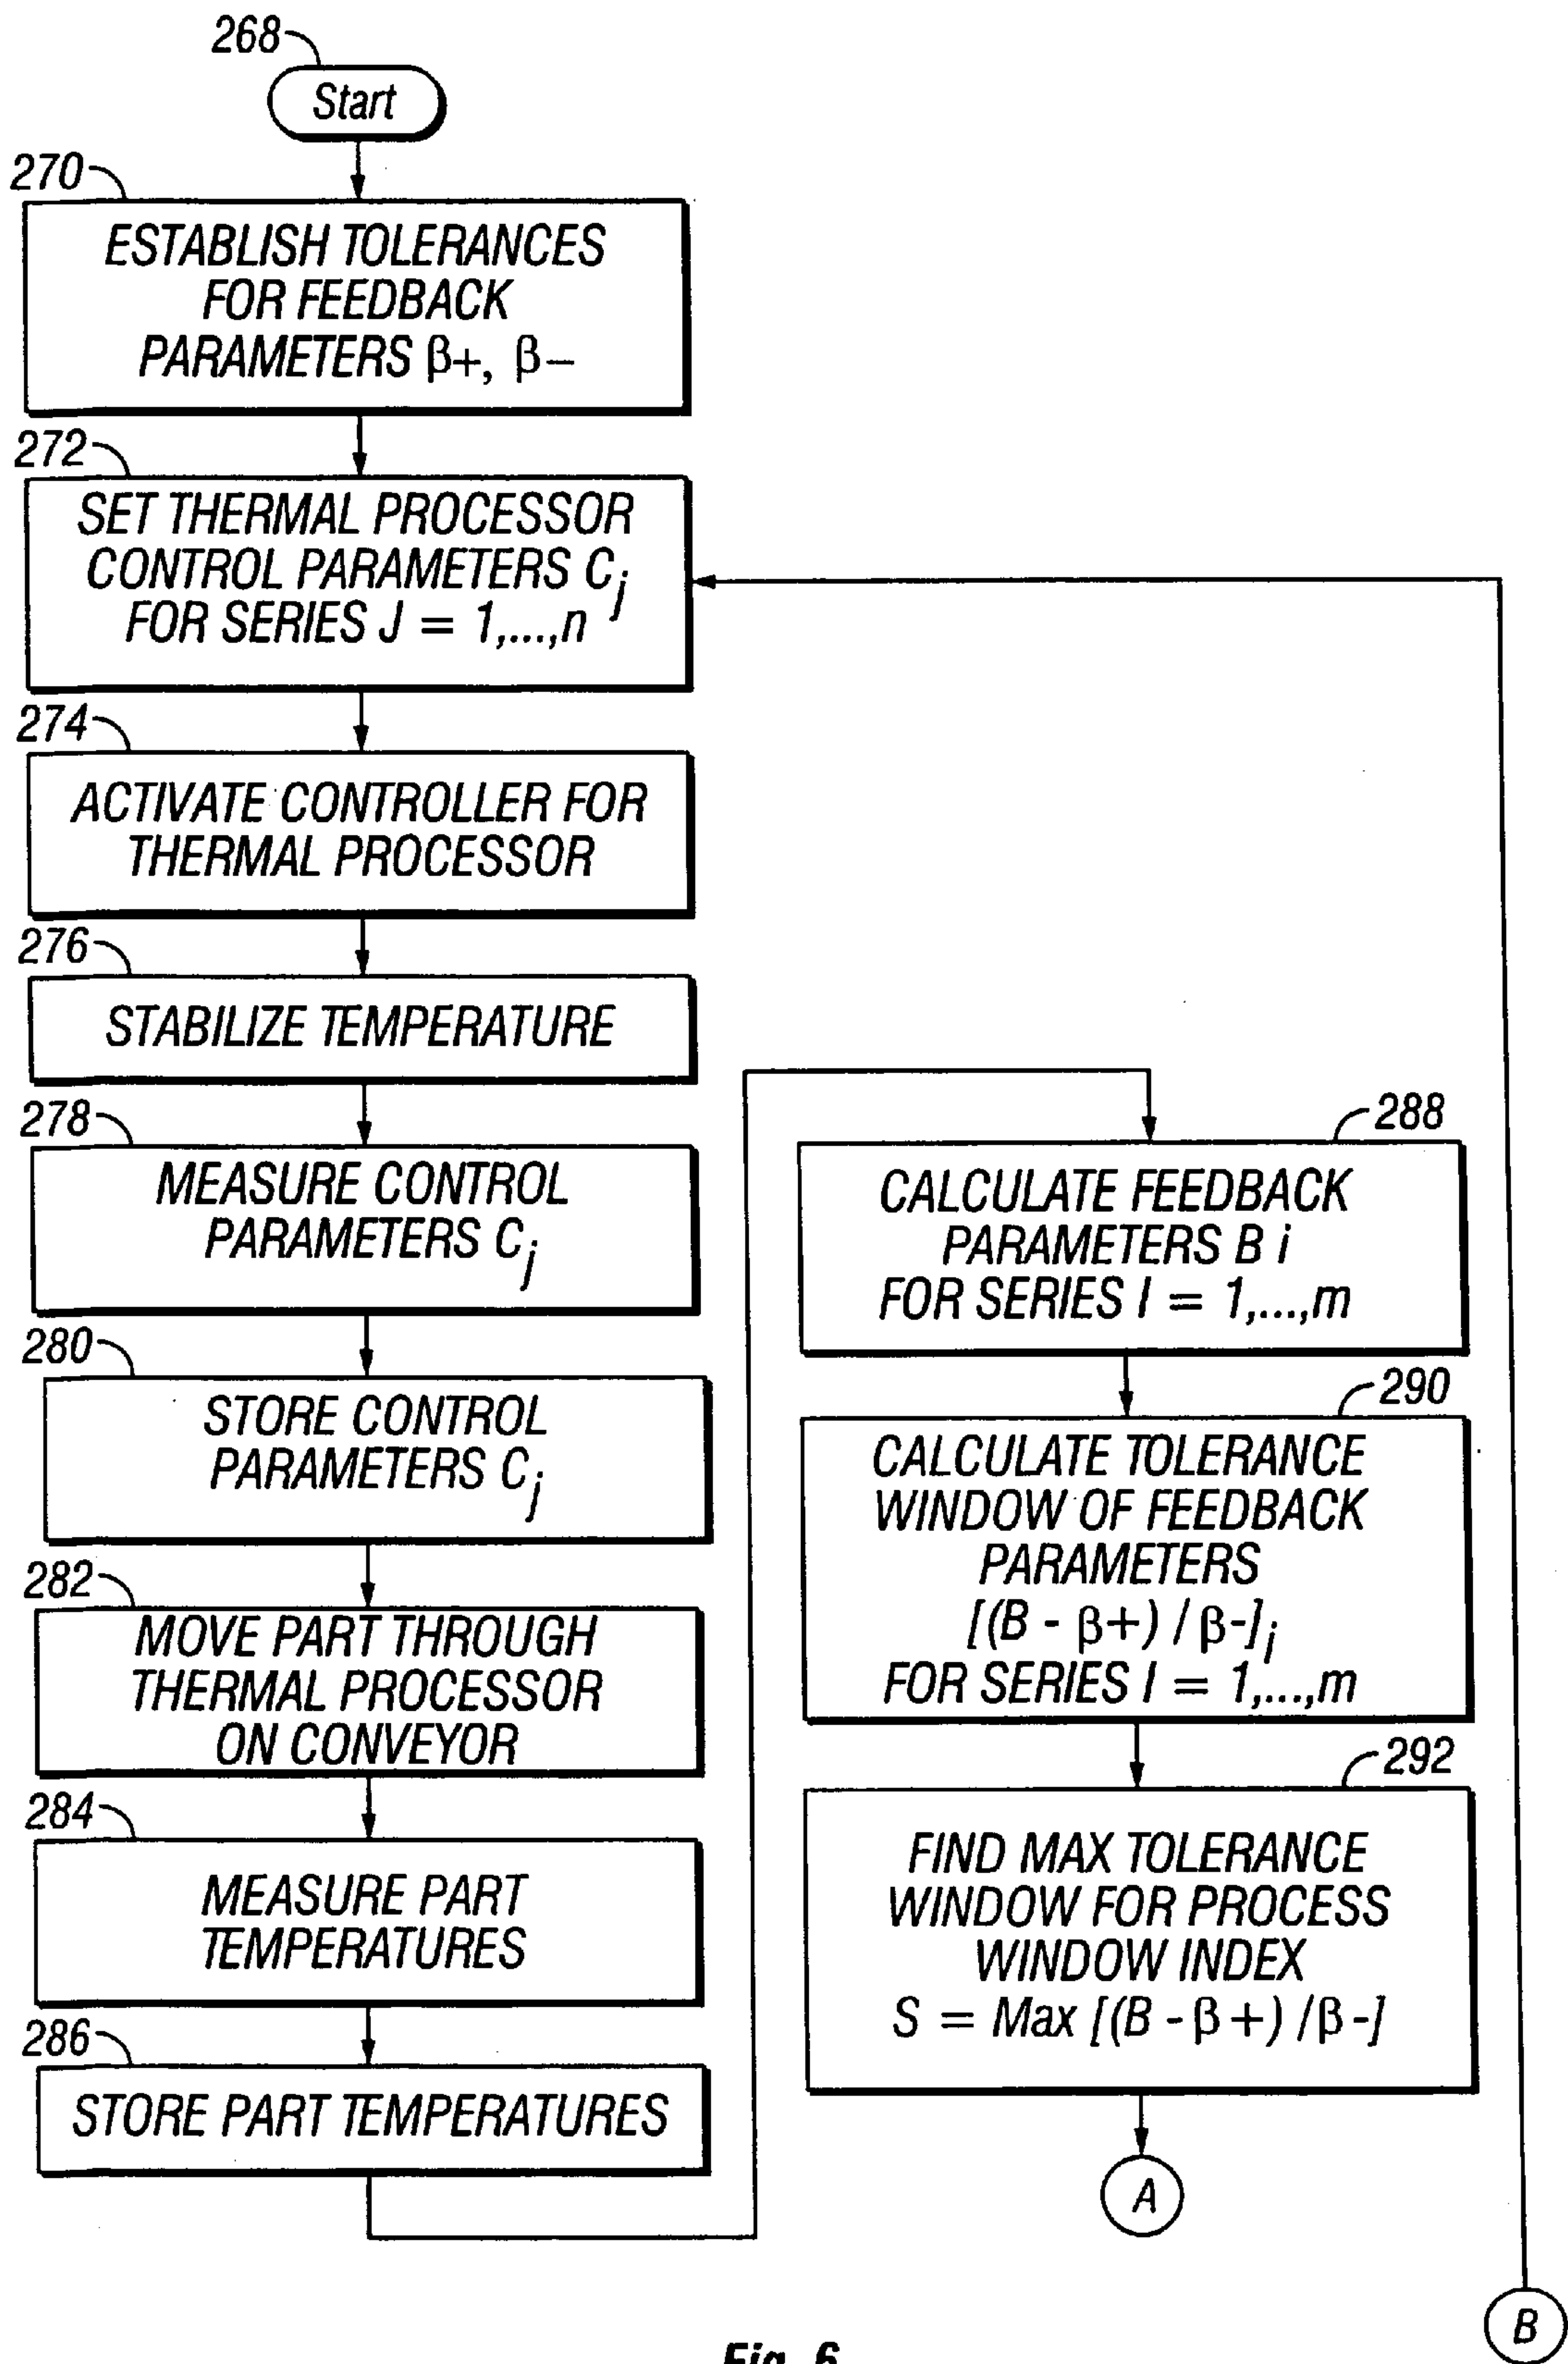 268
Start
270
ESTABLISH TOLERANCES
FOR FEEDBACK
PARAMETERS β+, β−
272
SET THERMAL PROCESSOR
CONTROL PARAMETERS Cj
FOR SERIES J = 1,...,n
274
ACTIVATE CONTROLLER FOR
THERMAL PROCESSOR
276
STABILIZE TEMPERATURE
278
MEASURE CONTROL
PARAMETERS Cj
280
STORE CONTROL
PARAMETERS Cj
282
MOVE PART THROUGH
THERMAL PROCESSOR
ON CONVEYOR
284
MEASURE PART
TEMPERATURES
286
STORE PART TEMPERATURES
288
CALCULATE FEEDBACK
PARAMETERS B i
FOR SERIES I = 1,...,m
290
CALCULATE TOLERANCE
WINDOW OF FEEDBACK
PARAMETERS
[(B - β+) / β-]i
FOR SERIES I = 1,...,m
292
FIND MAX TOLERANCE
WINDOW FOR PROCESS
WINDOW INDEX
S = Max [(B - β +) /β -]
A
B
Fig. 6